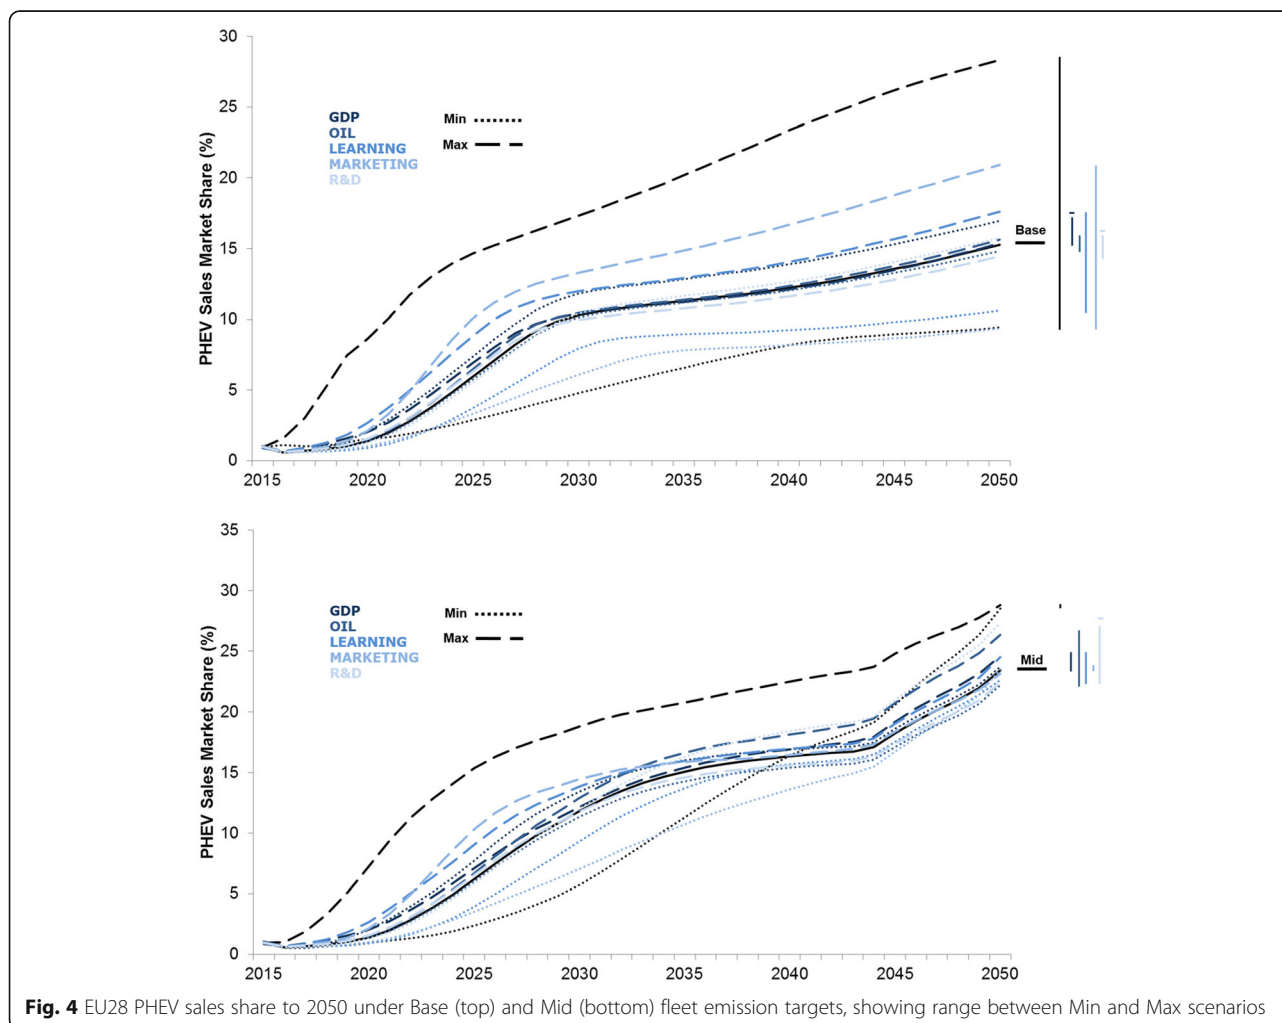 30
25
20
15
10
5
0
PHEV Sales Market Share (%)
GDP
OIL
LEARNING
MARKETING
R&D
Min
Max
Base
2015 2020 2025 2030 2035 2040 2045 2050
35
30
25
20
15
10
5
0
PHEV Sales Market Share (%)
GDP
OIL
LEARNING
MARKETING
R&D
Min
Max
Mid
2015 2020 2025 2030 2035 2040 2045 2050
Fig. 4 EU28 PHEV sales share to 2050 under Base (top) and Mid (bottom) fleet emission targets, showing range between Min and Max scenarios